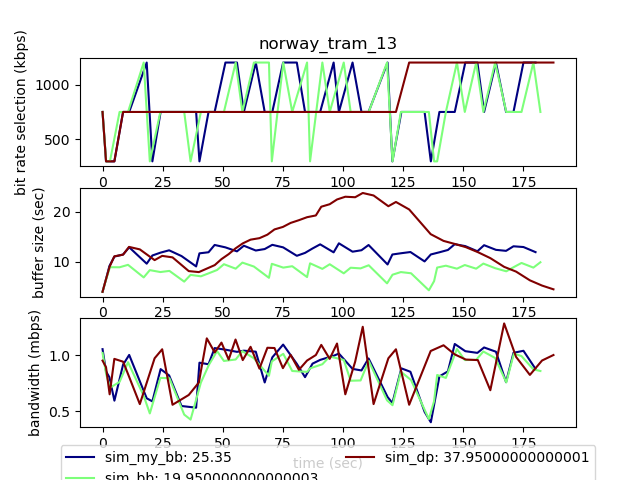 norway_tram_13
bit rate selection (kbps)
1000
500
0 25 50 75 100 125 150 175
buffer size (sec)
20
10
0 25 50 75 100 125 150 175
bandwidth (mbps)
1.0
0.5
0 25 50 75 100 125 150 175
time (sec)
sim_my_bb: 25.35
sim_dp: 37.95000000000001
sim_bb: 19.950000000000003